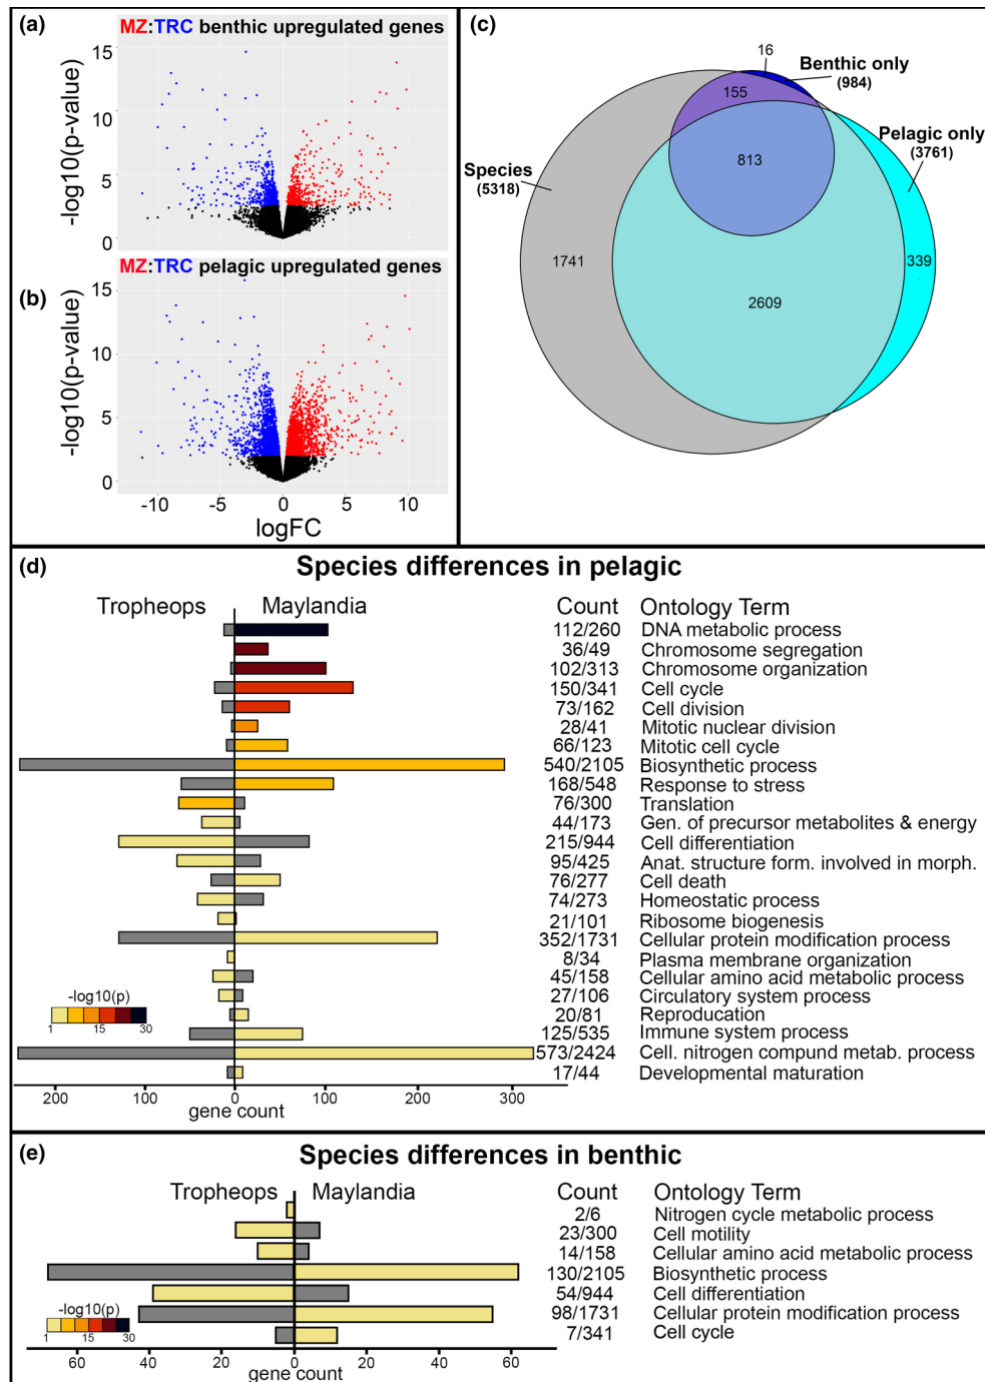 (a)
MZ:TRC benthic upregulated genes
15
10
5
0
-log10(p-value)
(b)
MZ:TRC pelagic upregulated genes
15
10
5
0
-log10(p-value)
-10 -5 0 5 10
logFC
(c)
16
Benthic only
(984)
155
Pelagic only
(3761)
813
Species
(5318)
1741
339
2609
(d)
Species differences in pelagic
Tropheops Maylandia Count Ontology Term
112/260 DNA metabolic process
36/49 Chromosome segregation
102/313 Chromosome organization
150/341 Cell cycle
73/162 Cell division
28/41 Mitotic nuclear division
66/123 Mitotic cell cycle
540/2105 Biosynthetic process
168/548 Response to stress
76/300 Translation
44/173 Gen. of precursor metabolites & energy
215/944 Cell differentiation
95/425 Anat. structure form. involved in morph.
76/277 Cell death
74/273 Homeostatic process
21/101 Ribosome biogenesis
352/1731 Cellular protein modification process
8/34 Plasma membrane organization
45/158 Cellular amino acid metabolic process
27/106 Circulatory system process
20/81 Reproducation
125/535 Immune system process
573/2424 Cell. nitrogen compund metab. process
17/44 Developmental maturation
-log10(p)
1 15 30
200 100 0 100 200 300
gene count
(e)
Species differences in benthic
Tropheops Maylandia Count Ontology Term
2/6 Nitrogen cycle metabolic process
23/300 Cell motility
14/158 Cellular amino acid metabolic process
130/2105 Biosynthetic process
54/944 Cell differentiation
98/1731 Cellular protein modification process
7/341 Cell cycle
-log10(p)
1 15 30
60 40 20 0 20 40 60
gene count